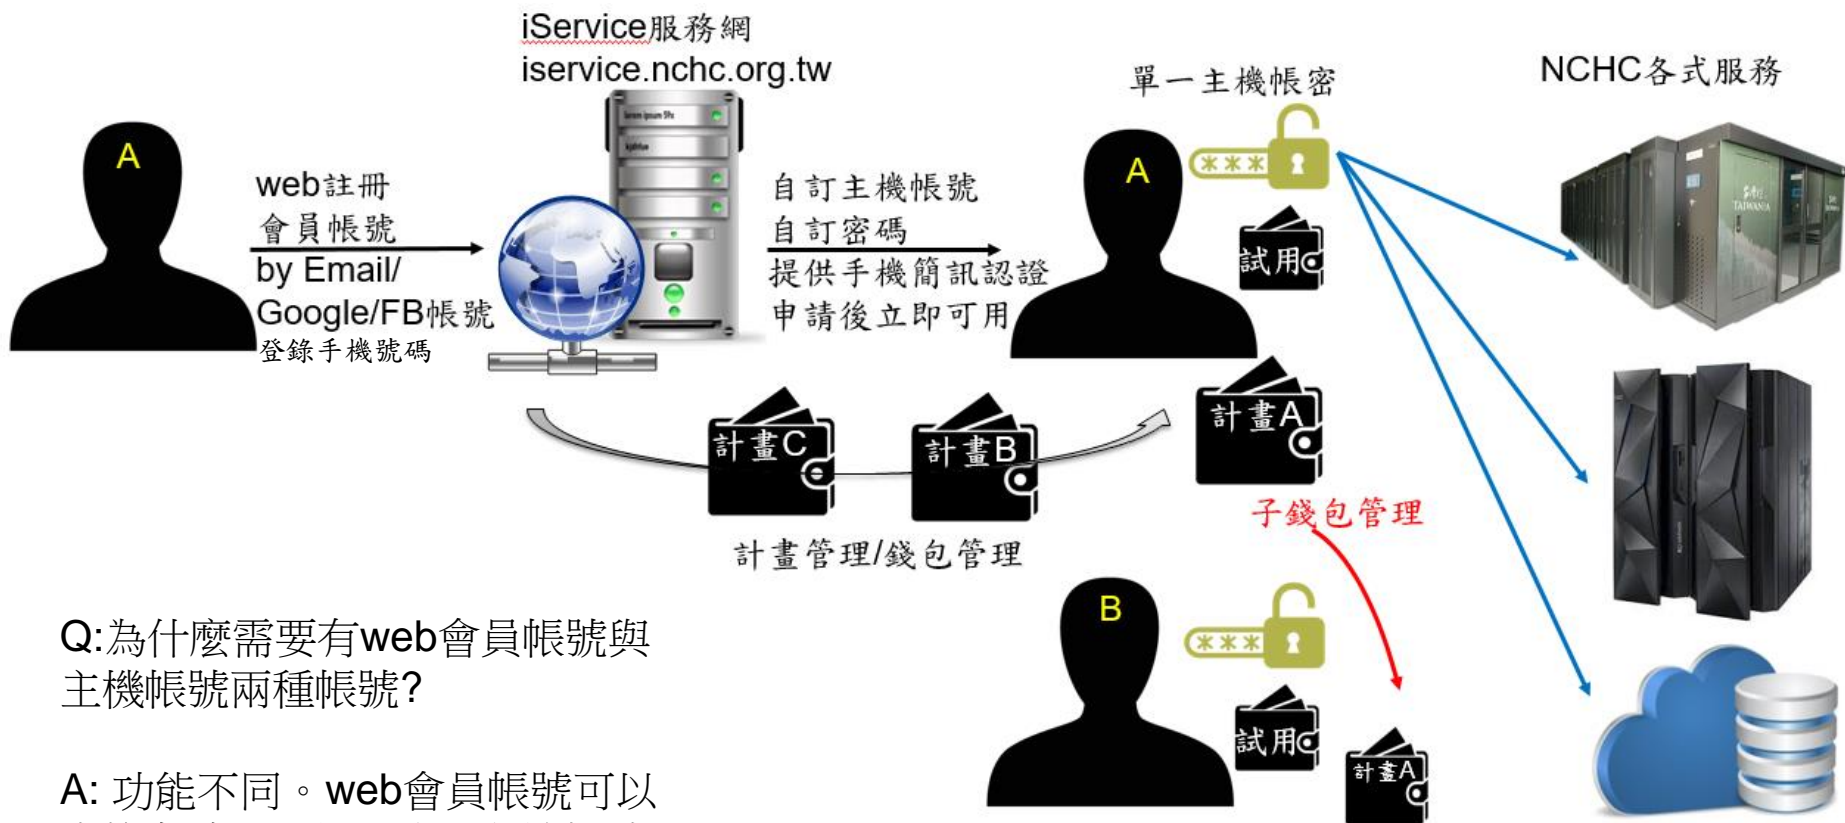 iService服務網
iservice.nchc.org.tw
A
web註冊
會員帳號
by Email/
Google/FB帳號
登錄手機號碼
lorem ipsum 59x
自訂主機帳號
自訂密碼
提供手機簡訊認證
申請後立即可用
單一主機帳密
A
***
試用
NCHC各式服務
TAIWANIA
計畫C
計畫B
計畫A
計畫管理/錢包管理
子錢包管理
B
***
試用
計畫A
Q:為什麼需要有web會員帳號與
主機帳號兩種帳號?
A: 功能不同。web會員帳號可以